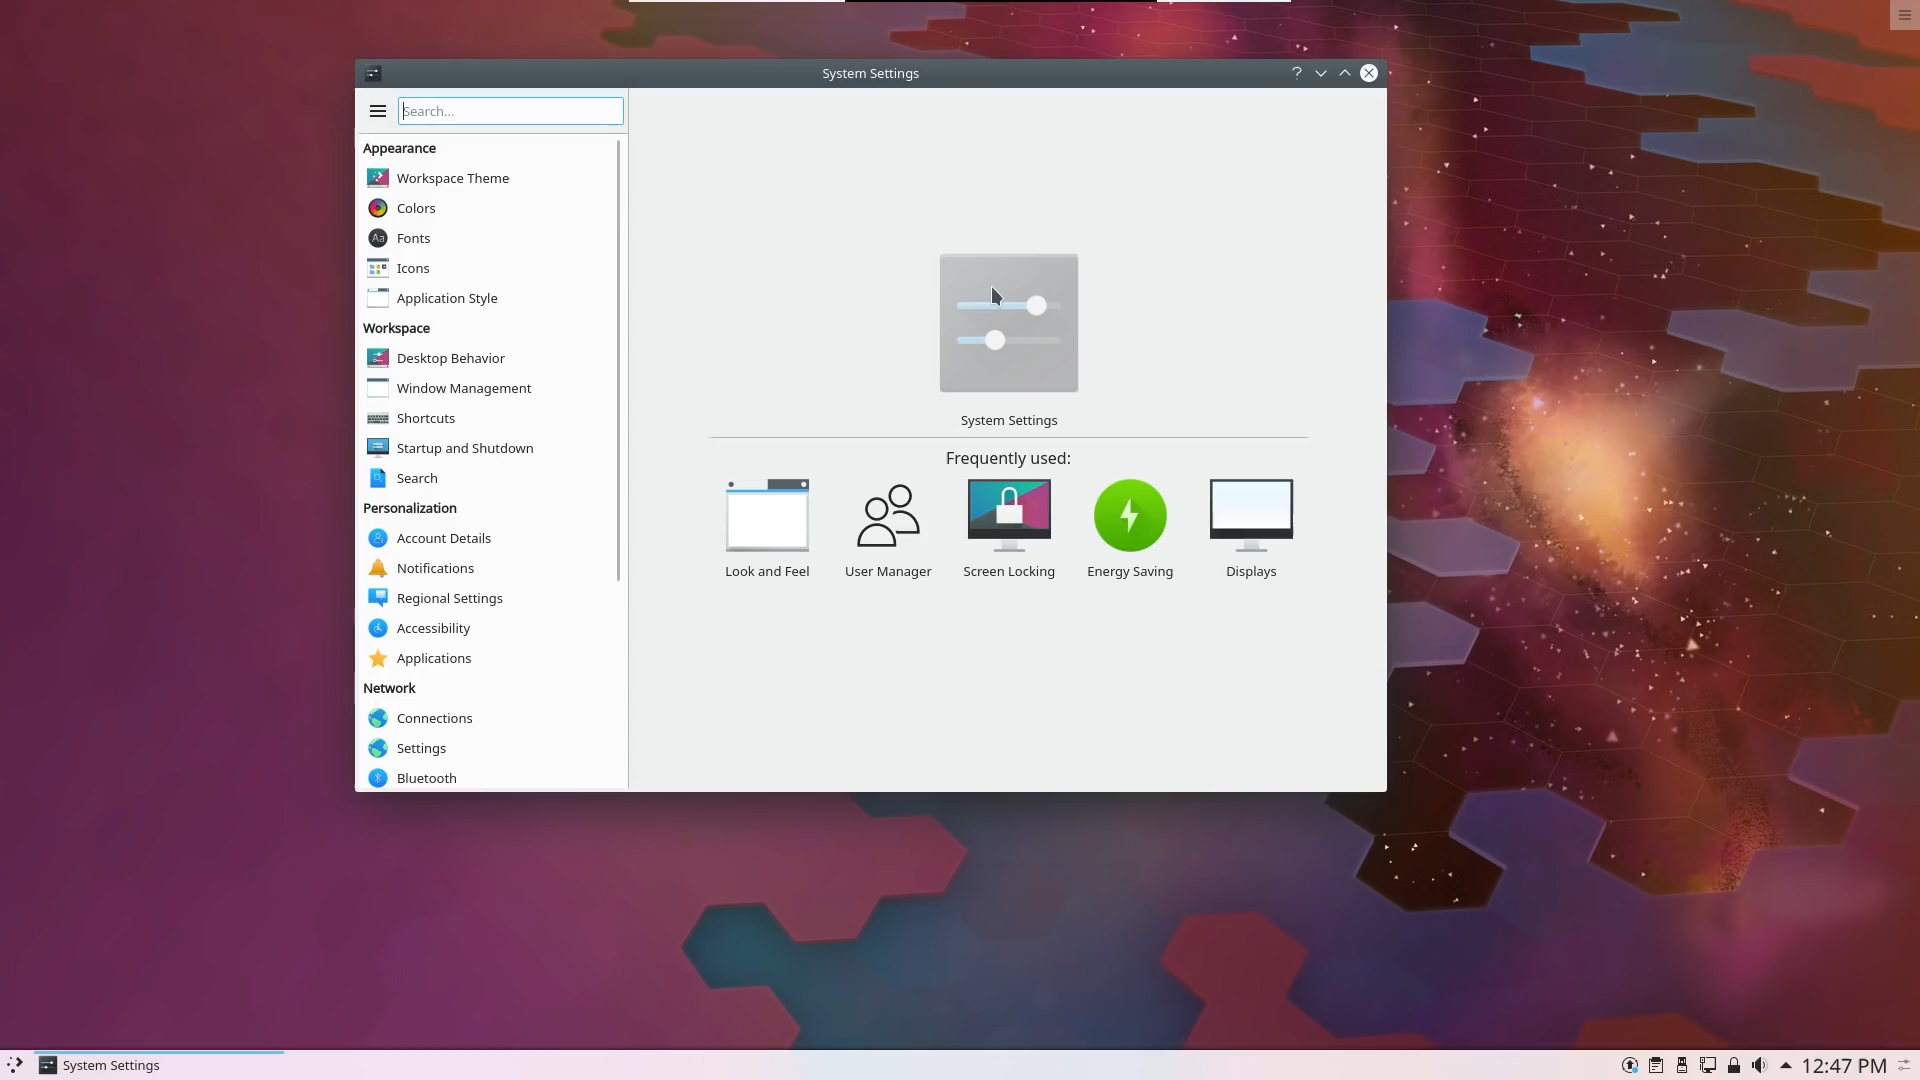 System Settings
Search...
Appearance
Workspace Theme
Colors
Aa
Fonts
Icons
Application Style
Workspace
Desktop Behavior
Window Management
Shortcuts
Startup and Shutdown
Search
Personalization
Account Details
Notifications
Regional Settings
Accessibility
Applications
Network
Connections
Settings
Bluetooth
System Settings
Frequently used:
Look and Feel
User Manager
Screen Locking
Energy Saving
Displays
System Settings
12:47 PM